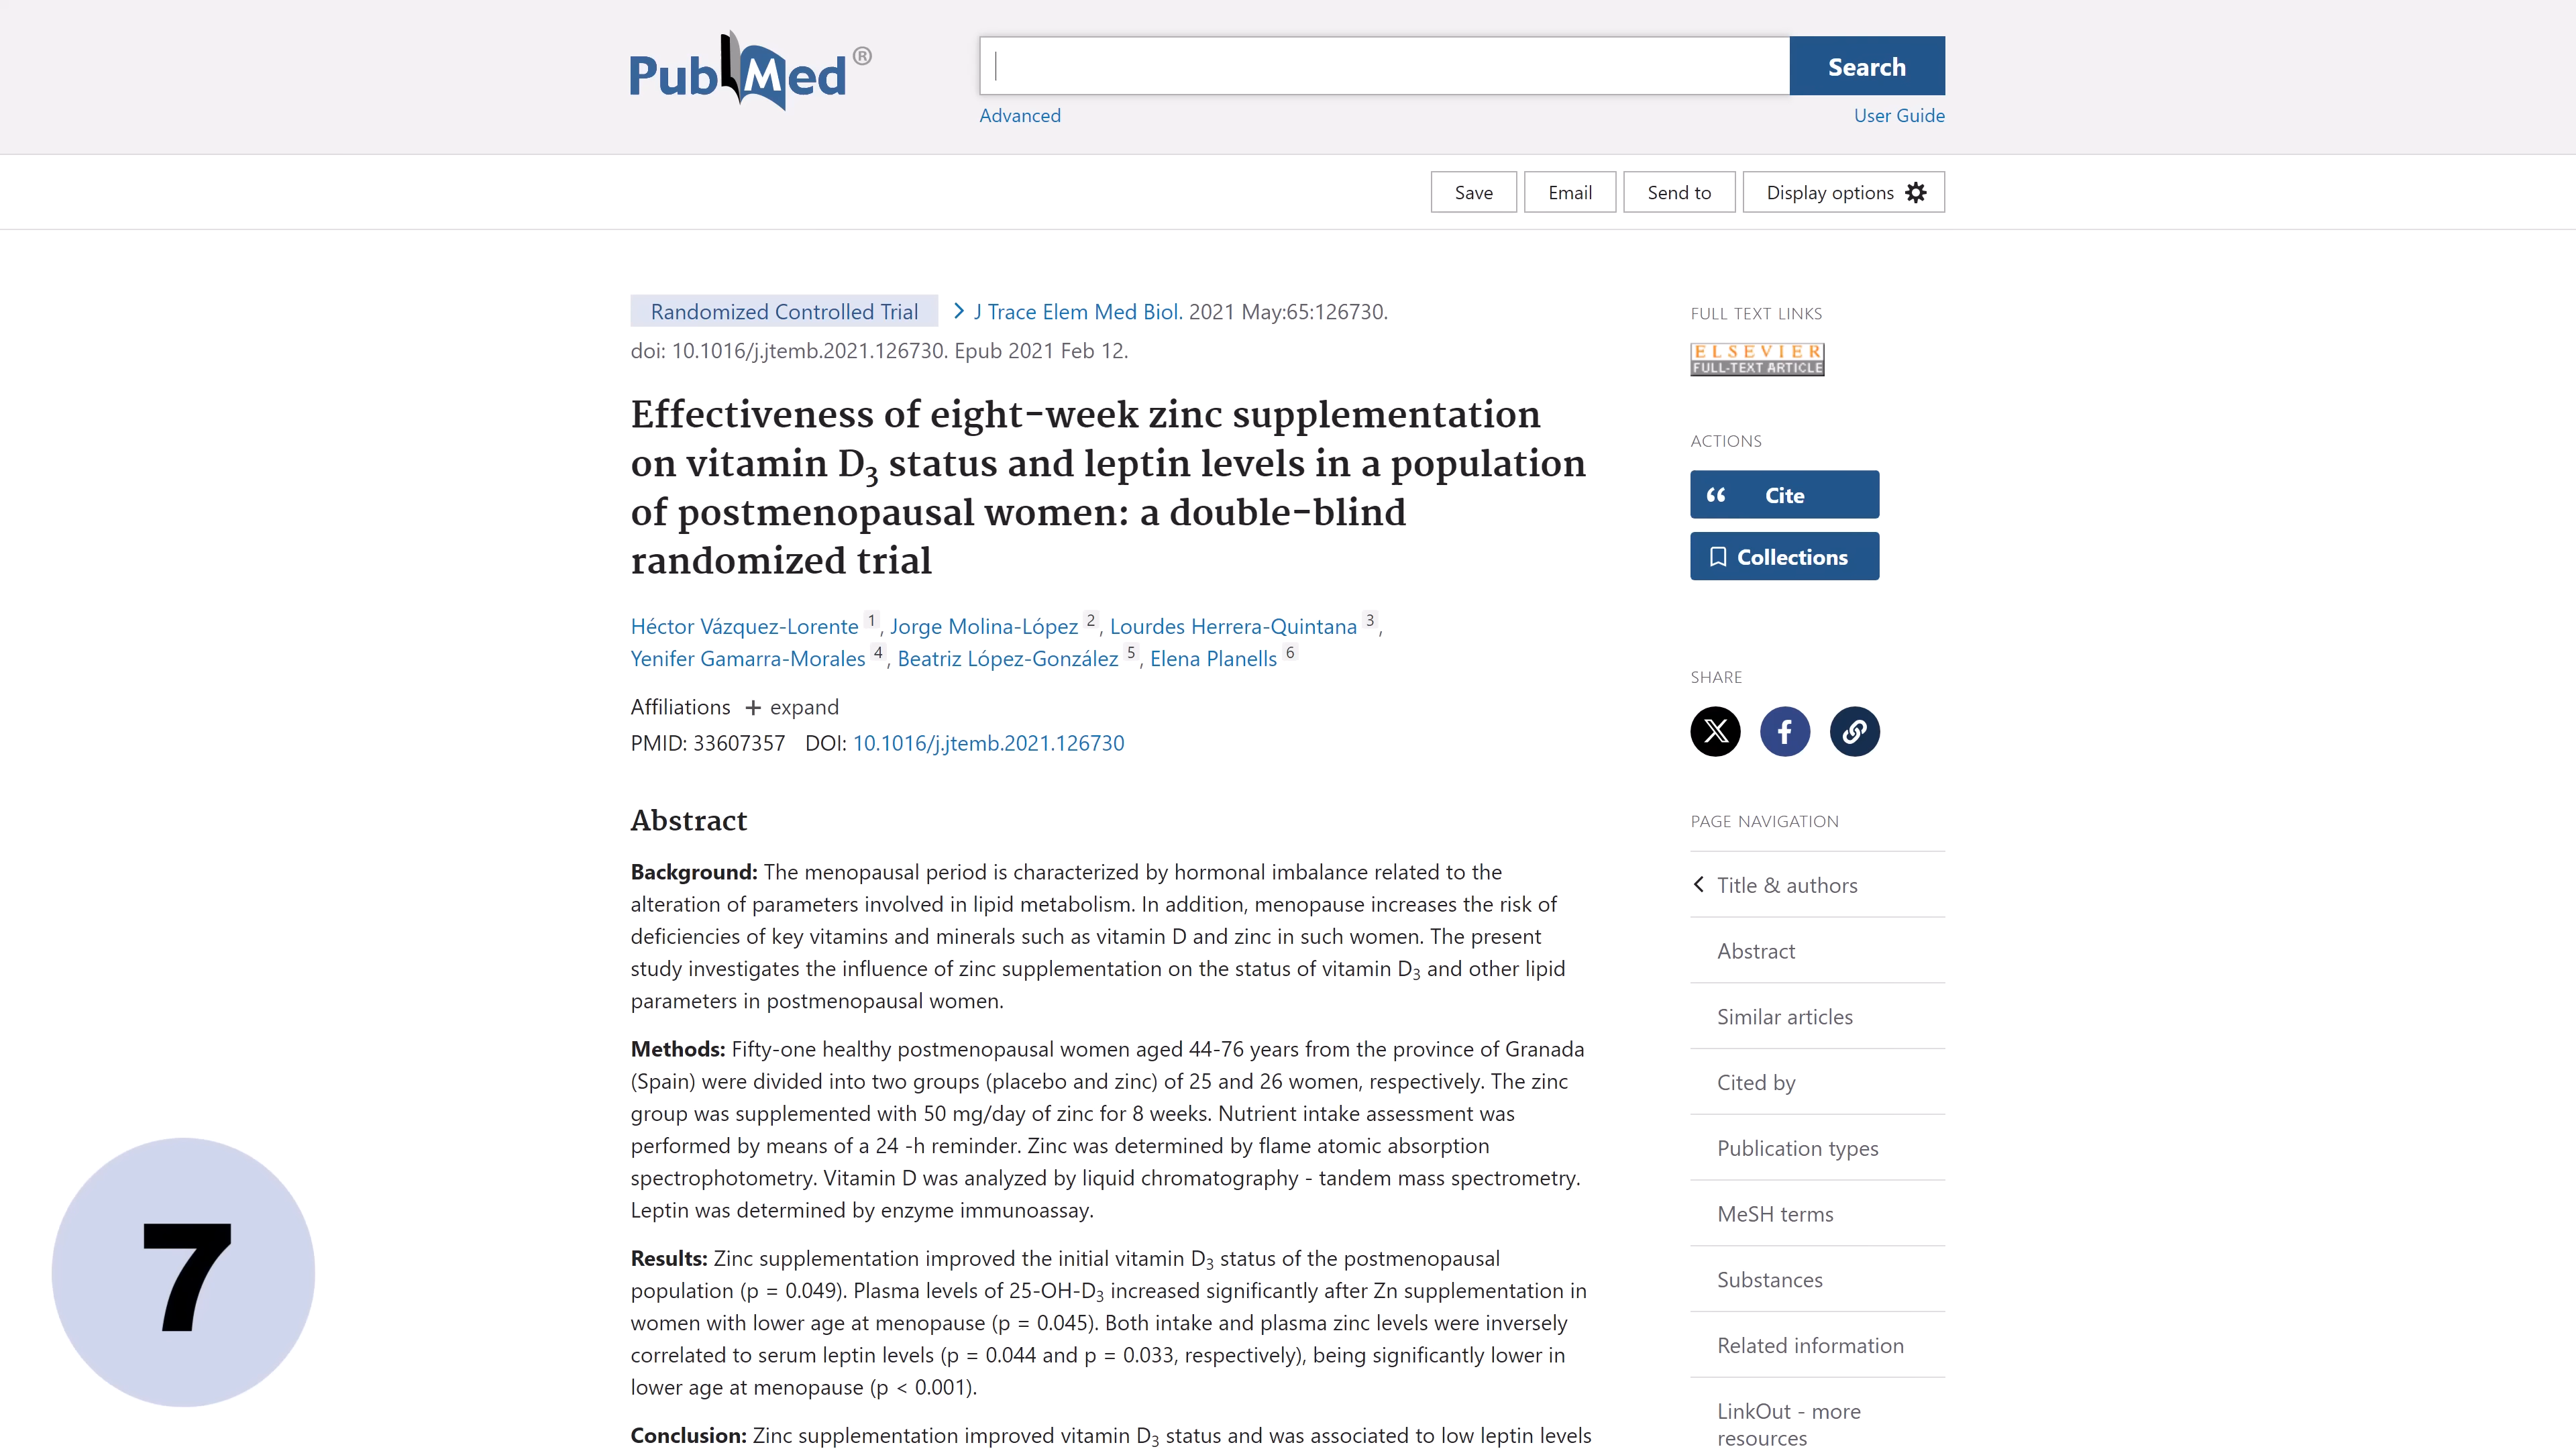 PubMed®
Search
Advanced
User Guide
Save
Email
Send to
Display options
Randomized Controlled Trial
J Trace Elem Med Biol. 2021 May:65:126730.
doi: 10.1016/j.jtemb.2021.126730. Epub 2021 Feb 12.
Effectiveness of eight-week zinc supplementation
on vitamin D3 status and leptin levels in a population
of postmenopausal women: a double-blind
randomized trial
Héctor Vázquez-Lorente 1, Jorge Molina-López 2, Lourdes Herrera-Quintana 3,
Yenifer Gamarra-Morales 4, Beatriz López-González 5, Elena Planells 6
Affiliations + expand
PMID: 33607357 DOI: 10.1016/j.jtemb.2021.126730
Abstract
Background: The menopausal period is characterized by hormonal imbalance related to the
alteration of parameters involved in lipid metabolism. In addition, menopause increases the risk of
deficiencies of key vitamins and minerals such as vitamin D and zinc in such women. The present
study investigates the influence of zinc supplementation on the status of vitamin D3 and other lipid
parameters in postmenopausal women.
Methods: Fifty-one healthy postmenopausal women aged 44-76 years from the province of Granada
(Spain) were divided into two groups (placebo and zinc) of 25 and 26 women, respectively. The zinc
group was supplemented with 50 mg/day of zinc for 8 weeks. Nutrient intake assessment was
performed by means of a 24 -h reminder. Zinc was determined by flame atomic absorption
spectrophotometry. Vitamin D was analyzed by liquid chromatography - tandem mass spectrometry.
Leptin was determined by enzyme immunoassay.
Results: Zinc supplementation improved the initial vitamin D3 status of the postmenopausal
population (p = 0.049). Plasma levels of 25-OH-D3 increased significantly after Zn supplementation in
women with lower age at menopause (p = 0.045). Both intake and plasma zinc levels were inversely
correlated to serum leptin levels (p = 0.044 and p = 0.033, respectively), being significantly lower in
lower age at menopause (p < 0.001).
Conclusion: Zinc supplementation improved vitamin D3 status and was associated to low leptin levels
FULL TEXT LINKS
ELSEVIER
FULL-TEXT ARTICLE
ACTIONS
Cite
Collections
SHARE
PAGE NAVIGATION
Title & authors
Abstract
Similar articles
Cited by
Publication types
MeSH terms
Substances
Related information
LinkOut - more
resources
7